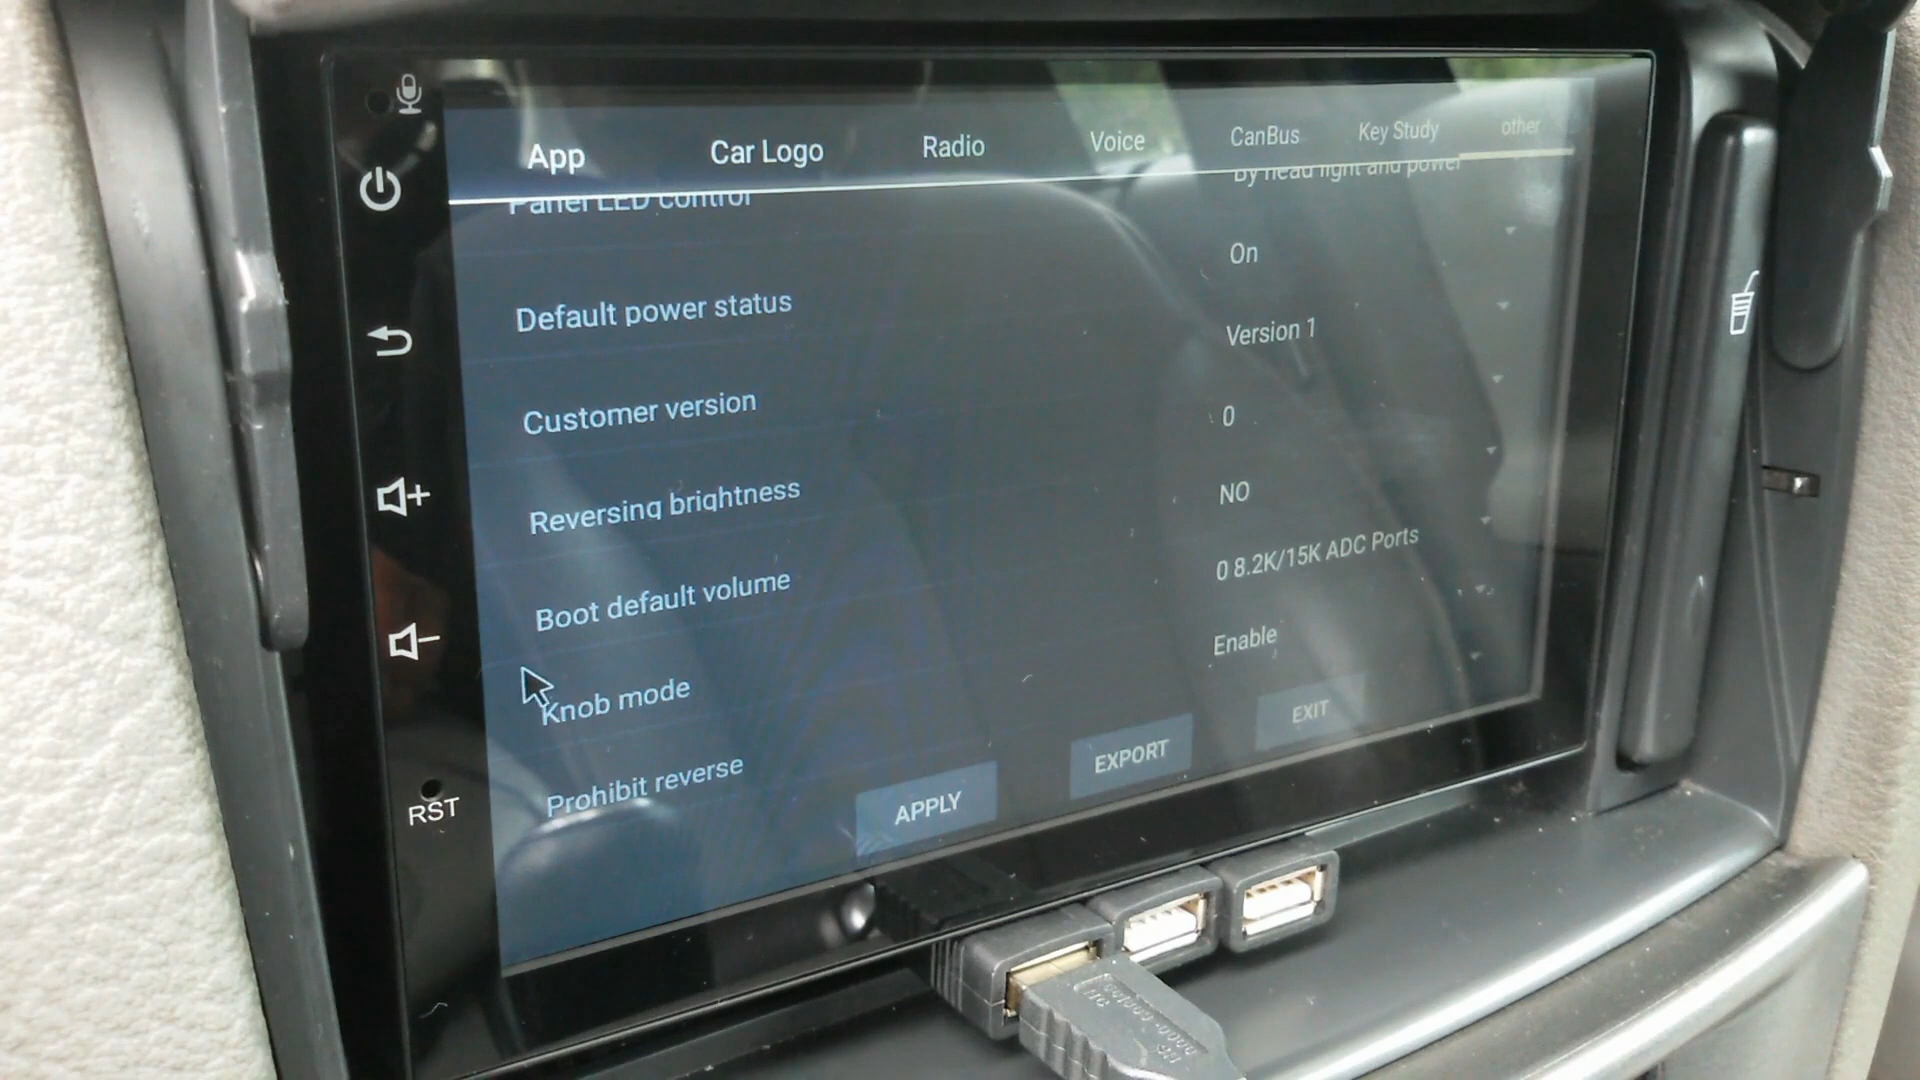 App Car Logo Radio Voice CanBus Key Study other
Panel LED control By head light and power
Default power status On
Customer version Version 1
Reversing brightness 0
Boot default volume NO
Knob mode 0 8.2K/15K ADC Ports
Prohibit reverse Enable
APPLY EXPORT EXIT
RST